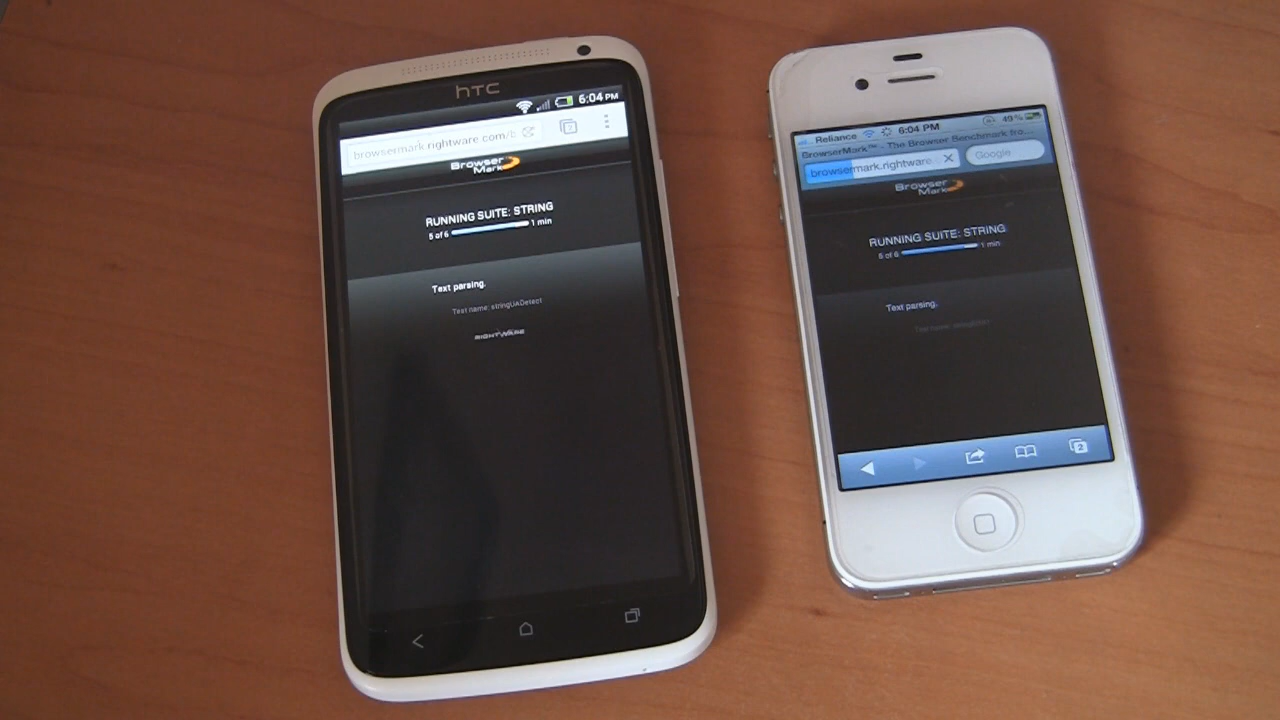 hTC
6:04 PM
browsermark.rightware.com/b
7
Browser
Mark
RUNNING SUITE: STRING
5 of 6 1 min
Text parsing.
Test name: stringUADetect
RIGHTWARE
Reliance 6:04 PM 49%
BrowserMark™ - The Browser Benchmark fro...
browsermark.rightware. Google
Browser
Mark
RUNNING SUITE: STRING
5 of 6 1 min
Text parsing.
2